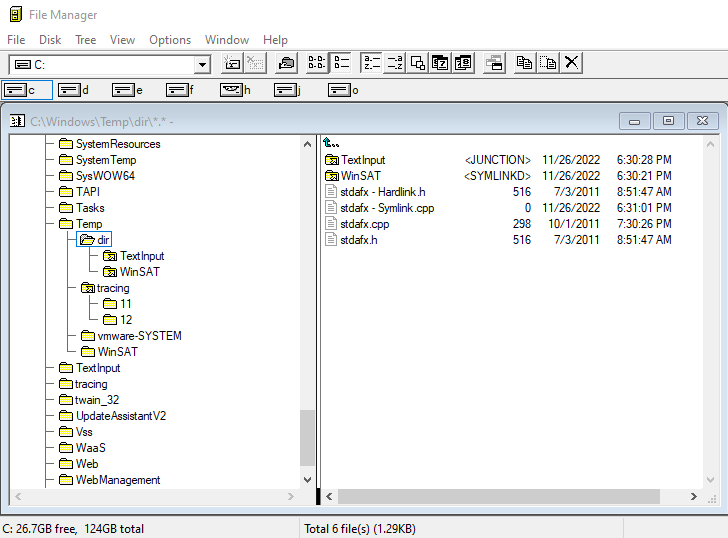 File Manager
File Disk Tree View Options Window Help
C:
c d e f h j o
C:\Windows\Temp\dir\*.* -
SystemResources
SystemTemp
SysWOW64
TAPI
Tasks
Temp
dir
TextInput
WinSAT
tracing
11
12
vmware-SYSTEM
WinSAT
TextInput
tracing
twain_32
UpdateAssistantV2
Vss
WaaS
Web
WebManagement
..
TextInput <JUNCTION> 11/26/2022 6:30:28 PM
WinSAT <SYMLINKD> 11/26/2022 6:30:21 PM
stdafx - Hardlink.h 516 7/3/2011 8:51:47 AM
stdafx - Symlink.cpp 0 11/26/2022 6:31:01 PM
stdafx.cpp 298 10/1/2011 7:30:26 PM
stdafx.h 516 7/3/2011 8:51:47 AM
C: 26.7GB free, 124GB total
Total 6 file(s) (1.29KB)